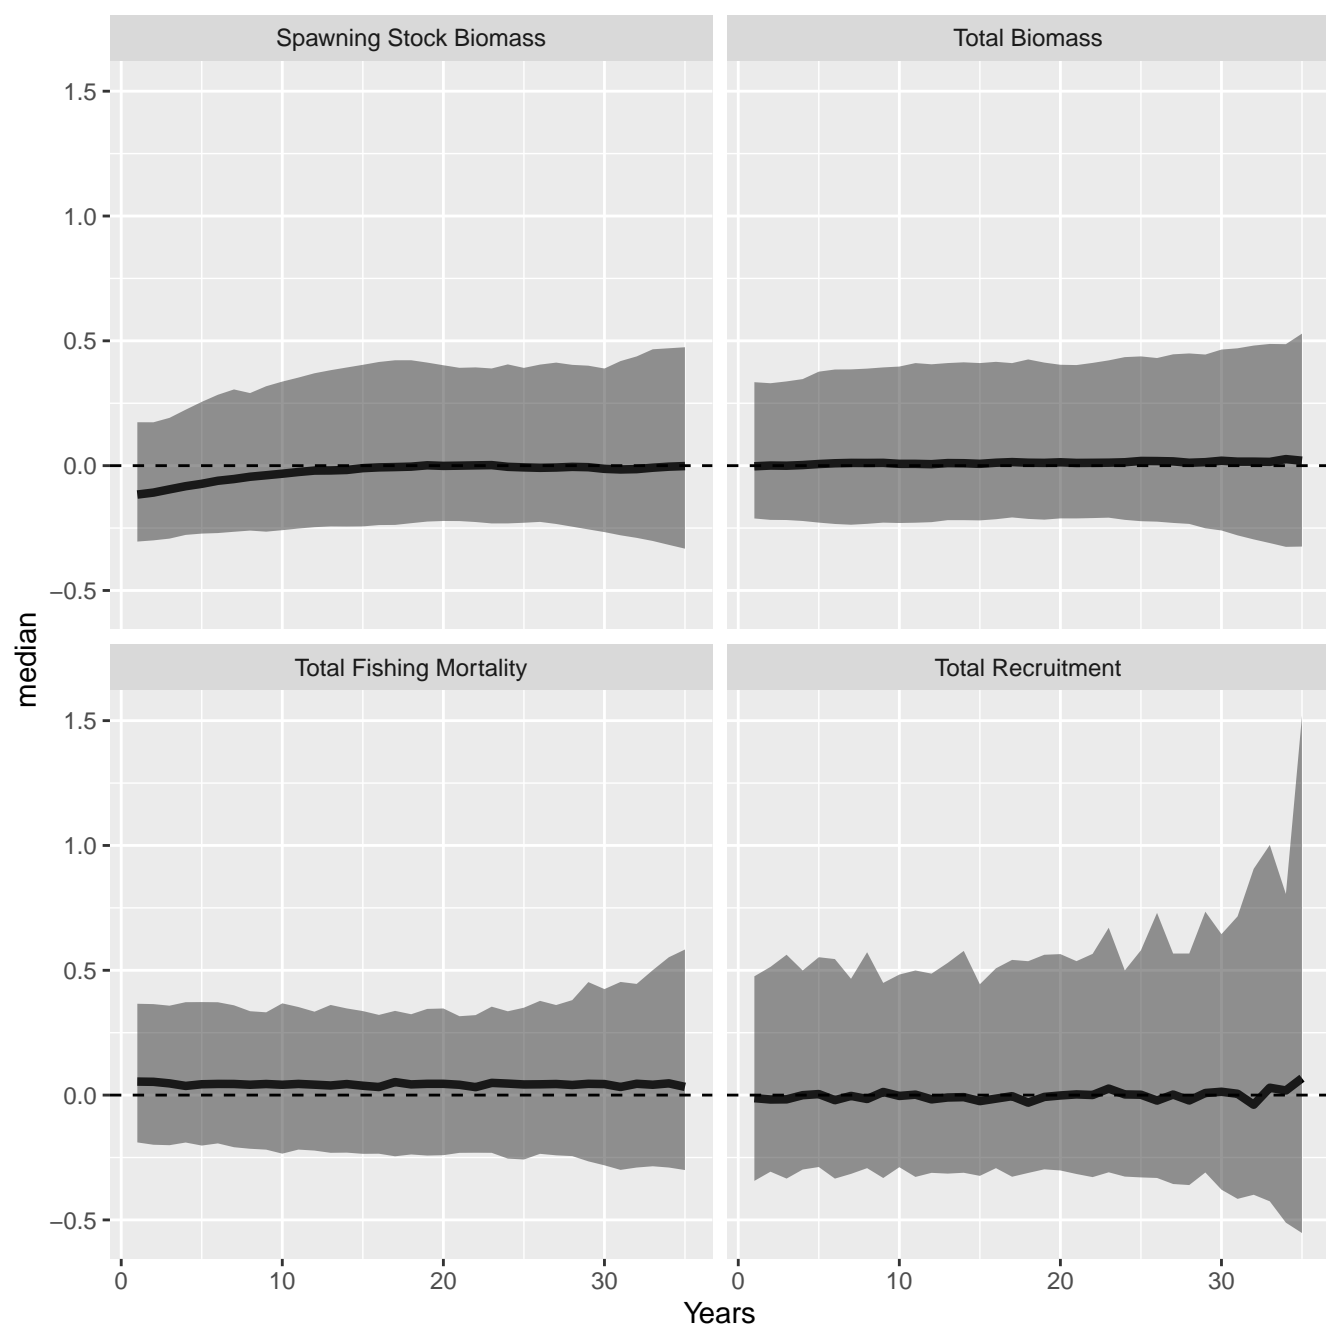 Spawning Stock Biomass
Total Biomass
1.5
1.0
0.5
0.0
−0.5
Total Fishing Mortality
Total Recruitment
1.5
1.0
0.5
0.0
−0.5
median
0 10 20 30
0 10 20 30
Years